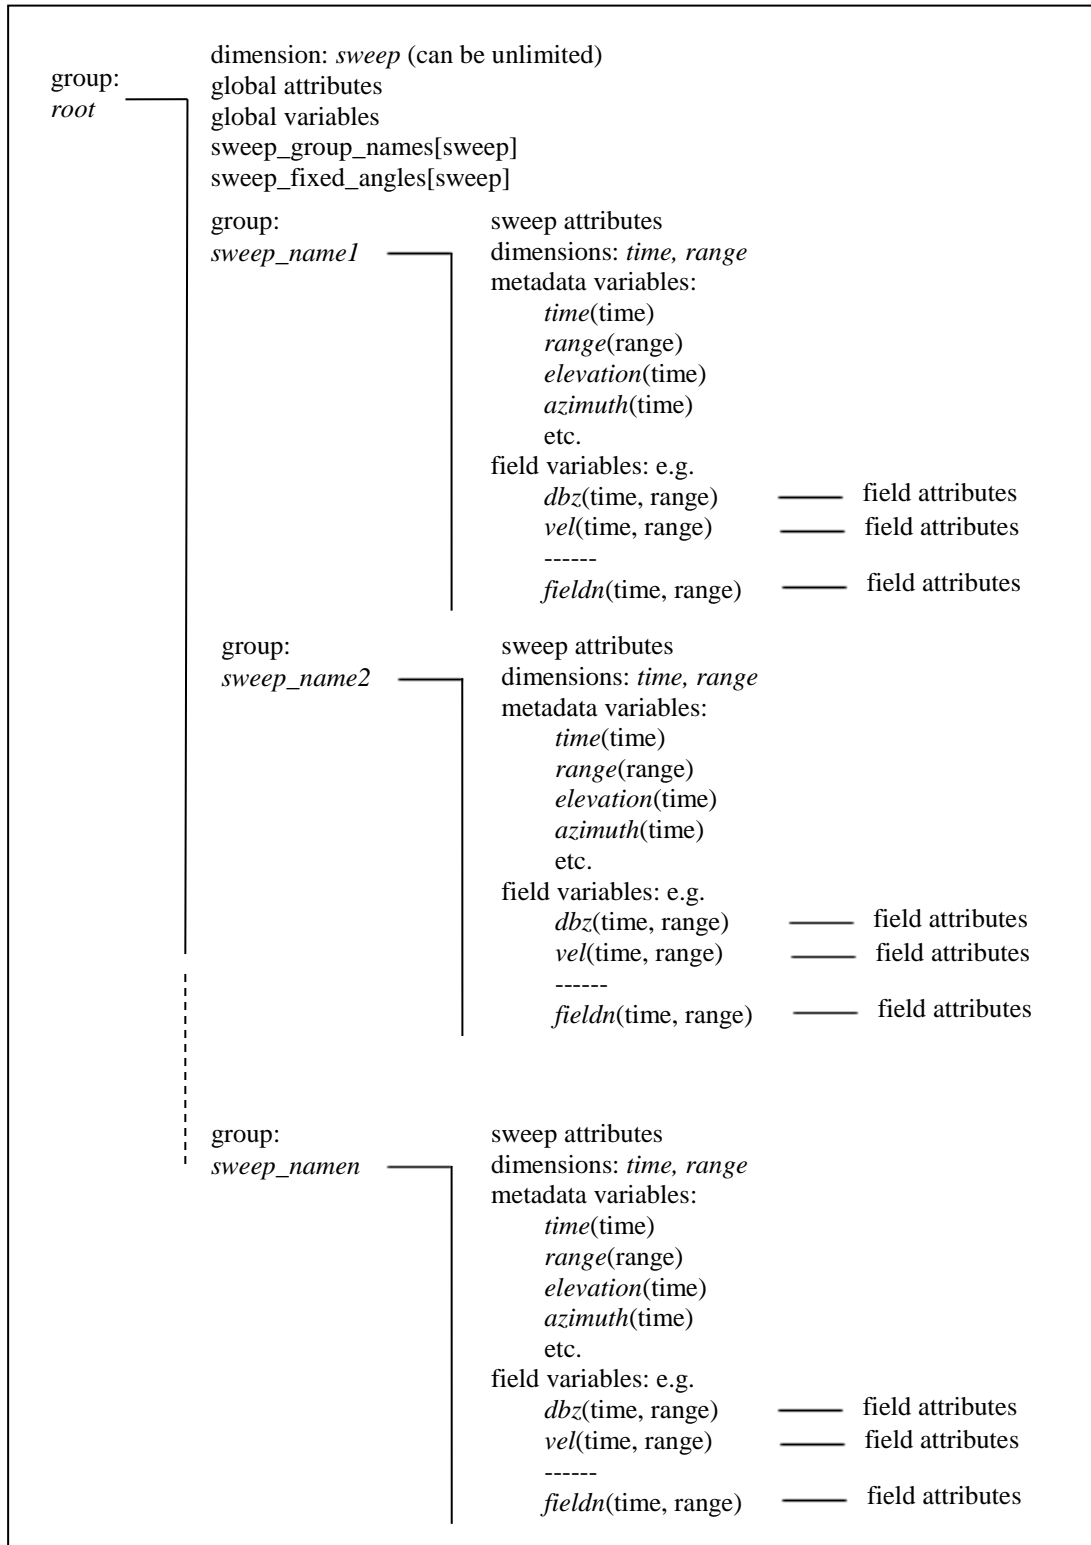 dimension: sweep (can be unlimited)
group:
root
global attributes
global variables
sweep_group_names[sweep]
sweep_fixed_angles[sweep]
group:
sweep_name1
sweep attributes
dimensions: time, range
metadata variables:
time(time)
range(range)
elevation(time)
azimuth(time)
etc.
field variables: e.g.
dbz(time, range) field attributes
vel(time, range) field attributes
------
fieldn(time, range) field attributes
group:
sweep_name2
sweep attributes
dimensions: time, range
metadata variables:
time(time)
range(range)
elevation(time)
azimuth(time)
etc.
field variables: e.g.
dbz(time, range) field attributes
vel(time, range) field attributes
------
fieldn(time, range) field attributes
group:
sweep_namen
sweep attributes
dimensions: time, range
metadata variables:
time(time)
range(range)
elevation(time)
azimuth(time)
etc.
field variables: e.g.
dbz(time, range) field attributes
vel(time, range) field attributes
------
fieldn(time, range) field attributes